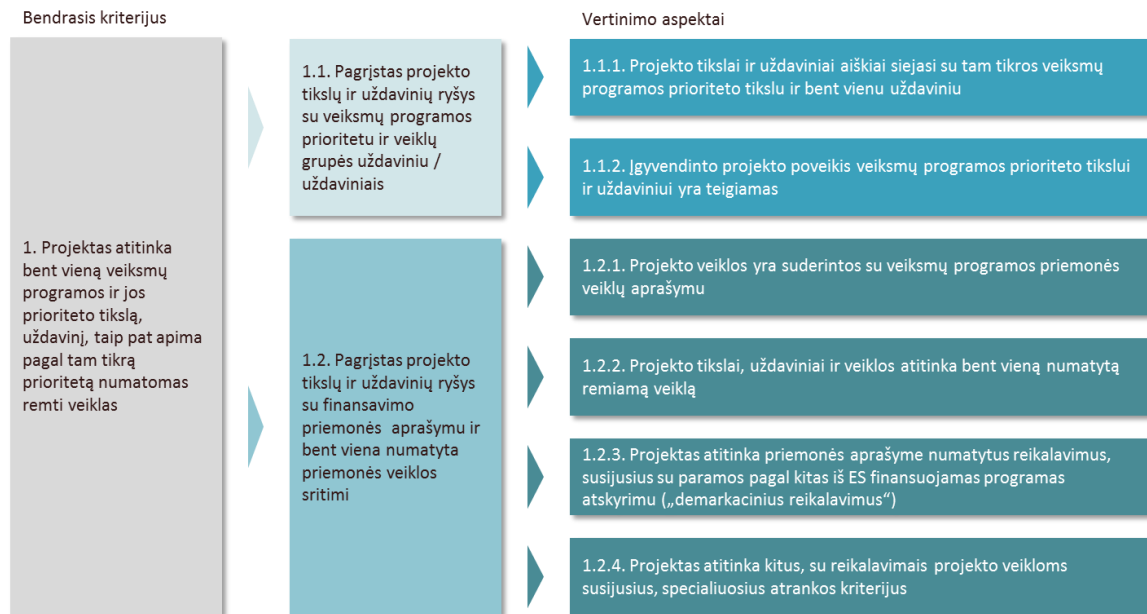 Bendrasis kriterijus
Vertinimo aspektai
1. Projektas atitinka
bent vieną veiksmų
programos ir jos
prioriteto tikslą,
uždavinį, taip pat apima
pagal tam tikrą
prioritetą numatomas
remti veiklas
1.1. Pagrįstas projekto
tikslų ir uždavinių ryšys
su veiksmų programos
prioritetu ir veiklų
grupės uždaviniu /
uždaviniais
1.1.1. Projekto tikslai ir uždaviniai aiškiai siejasi su tam tikros veiksmų
programos prioriteto tikslu ir bent vienu uždaviniu
1.1.2. Įgyvendinto projekto poveikis veiksmų programos prioriteto tikslui
ir uždaviniui yra teigiamas
1.2. Pagrįstas projekto
tikslų ir uždavinių ryšys
su finansavimo
priemonės aprašymu ir
bent viena numatyta
priemonės veiklos
sritimi
1.2.1. Projekto veiklos yra suderintos su veiksmų programos priemonės
veiklų aprašymu
1.2.2. Projekto tikslai, uždaviniai ir veiklos atitinka bent vieną numatytą
remiamą veiklą
1.2.3. Projektas atitinka priemonės aprašyme numatytus reikalavimus,
susijusius su paramos pagal kitas iš ES finansuojamas programas
atskyrimu („demarkacinius reikalavimus“)
1.2.4. Projektas atitinka kitus, su reikalavimais projekto veikloms
susijusius, specialiuosius atrankos kriterijus